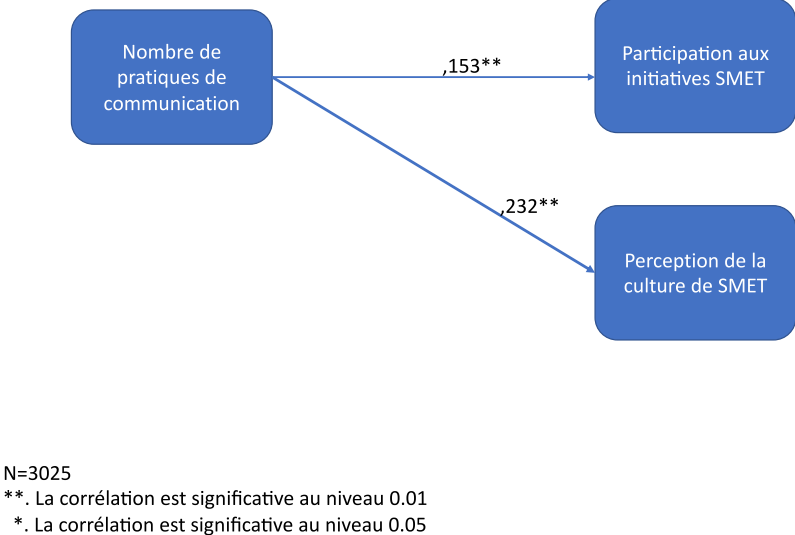 Nombre de
pratiques de
communication
,153**
Participation aux
initiatives SMET
,232**
Perception de la
culture de SMET
N=3025
**. La corrélation est significative au niveau 0.01
*. La corrélation est significative au niveau 0.05